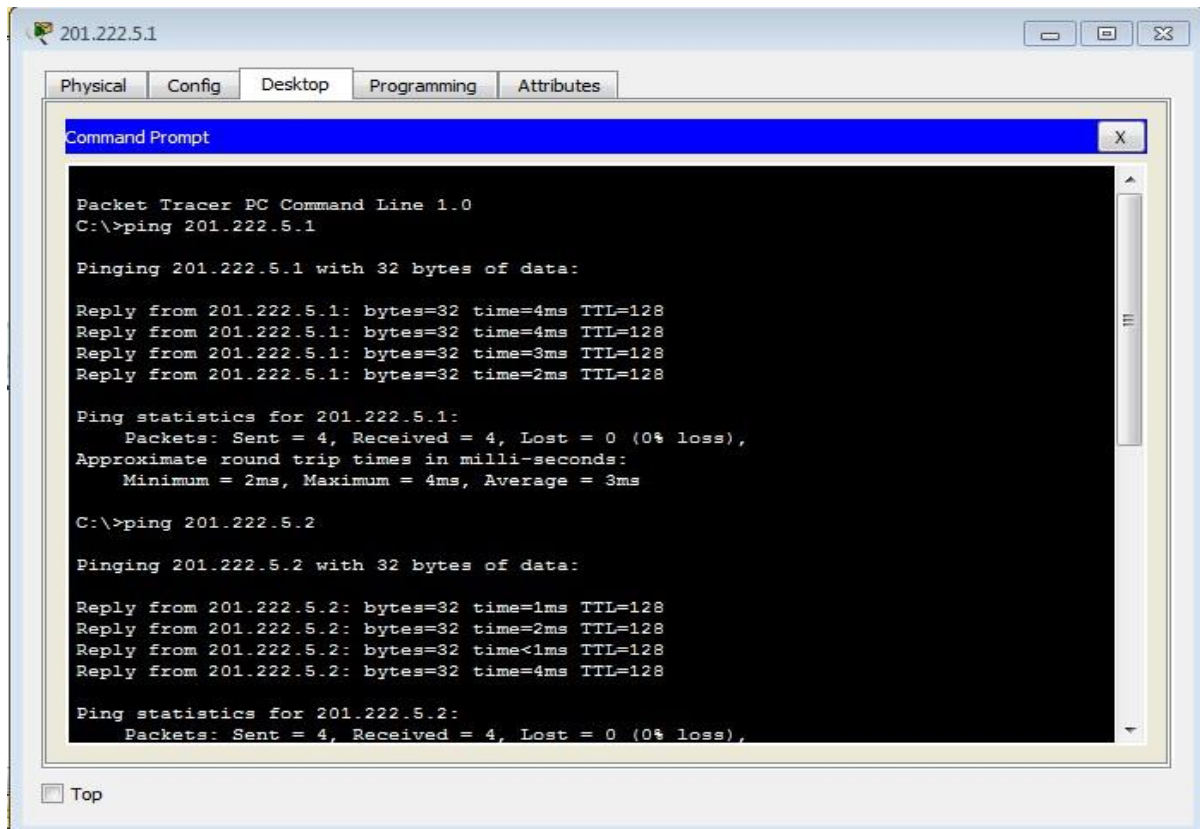 201.222.5.1
Physical Config Desktop Programming Attributes
Command Prompt
X
Packet Tracer PC Command Line 1.0
C:\>ping 201.222.5.1
Pinging 201.222.5.1 with 32 bytes of data:
Reply from 201.222.5.1: bytes=32 time=4ms TTL=128
Reply from 201.222.5.1: bytes=32 time=4ms TTL=128
Reply from 201.222.5.1: bytes=32 time=3ms TTL=128
Reply from 201.222.5.1: bytes=32 time=2ms TTL=128
Ping statistics for 201.222.5.1:
Packets: Sent = 4, Received = 4, Lost = 0 (0% loss),
Approximate round trip times in milli-seconds:
Minimum = 2ms, Maximum = 4ms, Average = 3ms
C:\>ping 201.222.5.2
Pinging 201.222.5.2 with 32 bytes of data:
Reply from 201.222.5.2: bytes=32 time=1ms TTL=128
Reply from 201.222.5.2: bytes=32 time=2ms TTL=128
Reply from 201.222.5.2: bytes=32 time<1ms TTL=128
Reply from 201.222.5.2: bytes=32 time=4ms TTL=128
Ping statistics for 201.222.5.2:
Packets: Sent = 4, Received = 4, Lost = 0 (0% loss),
Top